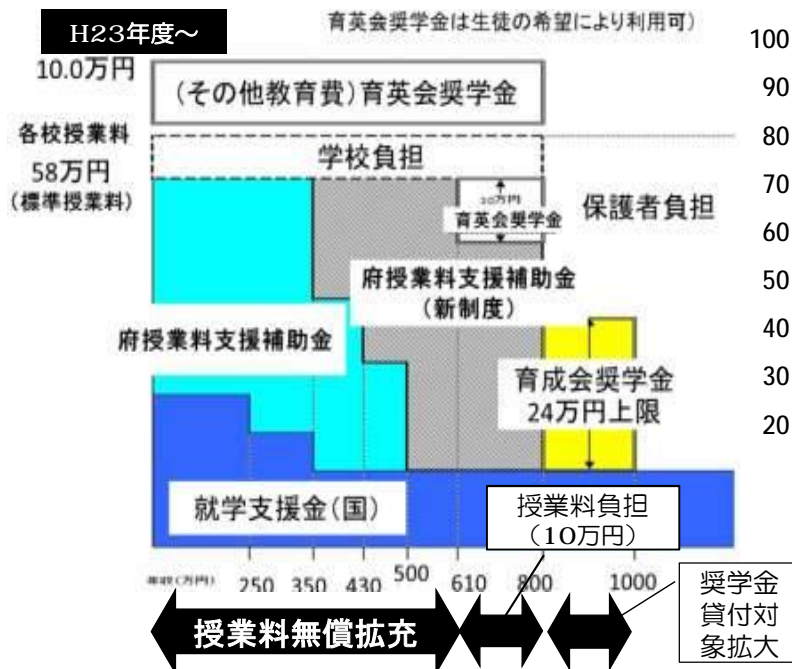 H23年度～
育英会奨学金は生徒の希望により利用可）
10.0万円
（その他教育費）育英会奨学金
各校授業料
58万円
（標準授業料）
学校負担
10万円
育英会奨学金
保護者負担
府授業料支援補助金
（新制度）
府授業料支援補助金
育成会奨学金
24万円上限
就学支援金（国）
授業料負担
（10万円）
年収（万円）
250
350
430
500
610
800
1000
授業料無償拡充
奨学金
貸付対
象拡大
100
90
80
70
60
50
40
30
20